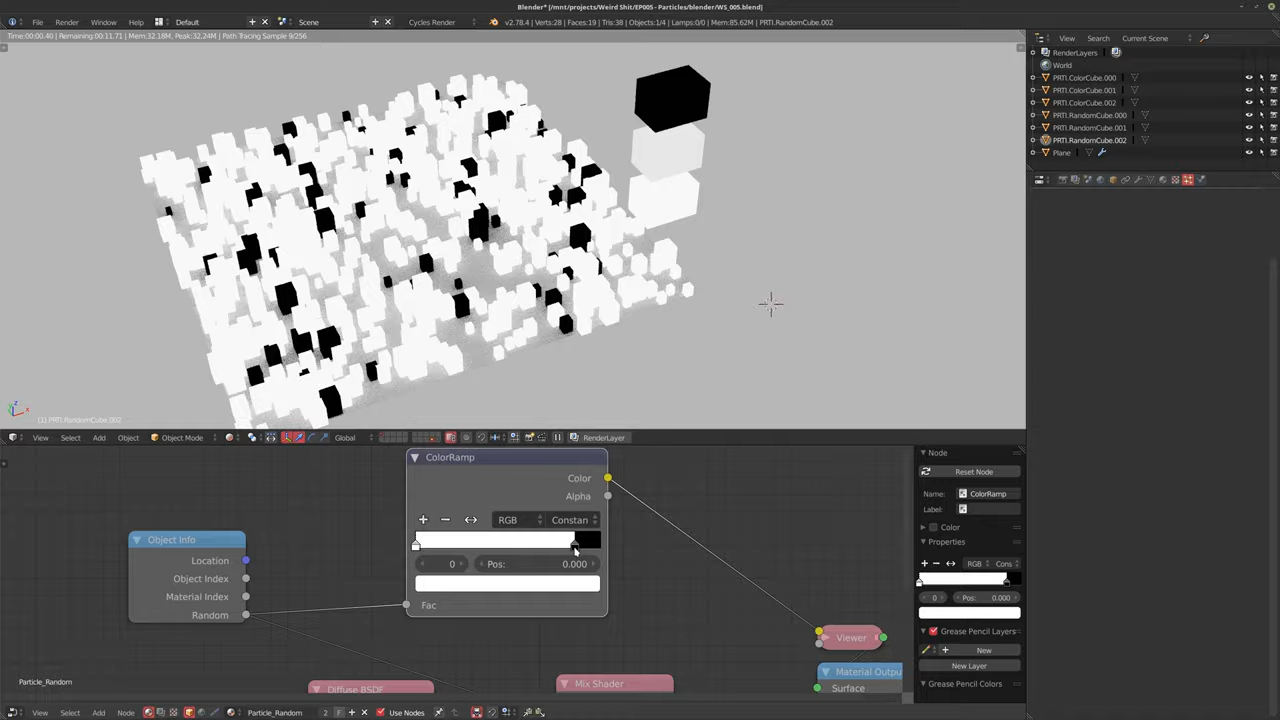 Blender* [/mnt/projects/Weird Shit/EP005 - Particles/blender/WS_005.blend]
File Render Window Help Default Scene Cycles Render v2.78.4 | Verts:28 | Faces:19 | Tris:38 | Objects:1/4 | Lamps:0/0 | Mem:85.62M | PRTI.RandomCube.002
Time:00:00.40 | Remaining:00:11.71 | Mem:32.18M, Peak:32.24M | Path Tracing Sample 9/256
View Search Current Scene
RenderLayers
World
PRTI.ColorCube.000
PRTI.ColorCube.001
PRTI.ColorCube.002
PRTI.RandomCube.000
PRTI.RandomCube.001
PRTI.RandomCube.002
Plane
(1) PRTI.RandomCube.002
View Select Add Object Object Mode Global RenderLayer
ColorRamp
Color
Alpha
RGB Constan
0 Pos: 0.000
Fac
Object Info
Location
Object Index
Material Index
Random
Viewer
Material Outpu
Surface
Diffuse BSDF
Mix Shader
Particle_Random
Node
Reset Node
Name: ColorRamp
Label:
Color
Properties
RGB Cons
0 Pos: 0.000
Grease Pencil Layers
New
New Layer
Grease Pencil Colors
View Select Add Node Particle_Random 2 F Use Nodes